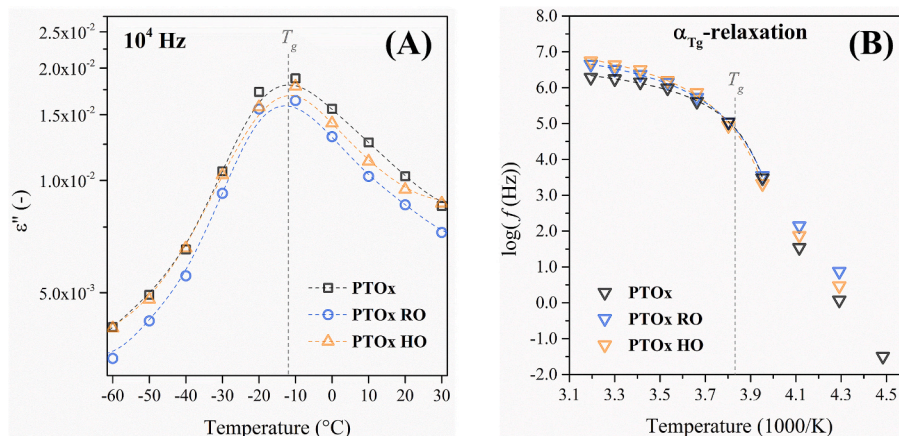 10⁴ Hz
T_g
(A)
2.5x10⁻²
2.0x10⁻²
1.5x10⁻²
1.0x10⁻²
5.0x10⁻³
ε'' (-)
PTOx
PTOx RO
PTOx HO
-60 -50 -40 -30 -20 -10 0 10 20 30
Temperature (°C)
α_Tg-relaxation
(B)
T_g
8.0
7.0
6.0
5.0
4.0
3.0
2.0
1.0
0.0
-1.0
-2.0
log(f (Hz))
PTOx
PTOx RO
PTOx HO
3.1 3.3 3.5 3.7 3.9 4.1 4.3 4.5
Temperature (1000/K)